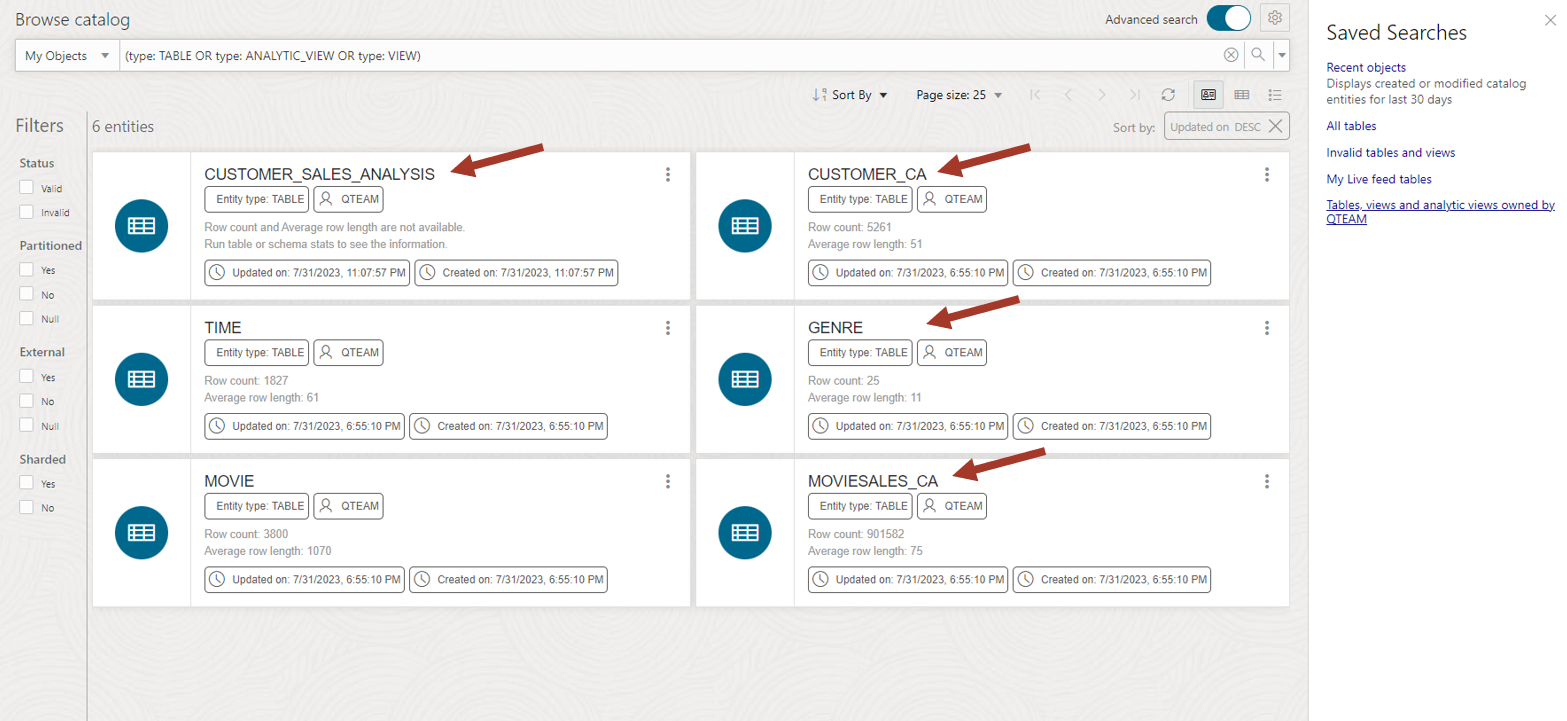 Browse catalog
Advanced search
My Objects
(type: TABLE OR type: ANALYTIC_VIEW OR type: VIEW)
Sort By
Page size: 25
Filters
6 entities
Sort by:
Updated on DESC
Status
Valid
Invalid
Partitioned
Yes
No
Null
External
Yes
No
Null
Sharded
Yes
No
CUSTOMER_SALES_ANALYSIS
Entity type: TABLE
QTEAM
Row count and Average row length are not available.
Run table or schema stats to see the information.
Updated on: 7/31/2023, 11:07:57 PM
Created on: 7/31/2023, 11:07:57 PM
CUSTOMER_CA
Entity type: TABLE
QTEAM
Row count: 5261
Average row length: 51
Updated on: 7/31/2023, 6:55:10 PM
Created on: 7/31/2023, 6:55:10 PM
TIME
Entity type: TABLE
QTEAM
Row count: 1827
Average row length: 61
Updated on: 7/31/2023, 6:55:10 PM
Created on: 7/31/2023, 6:55:10 PM
GENRE
Entity type: TABLE
QTEAM
Row count: 25
Average row length: 11
Updated on: 7/31/2023, 6:55:10 PM
Created on: 7/31/2023, 6:55:10 PM
MOVIE
Entity type: TABLE
QTEAM
Row count: 3800
Average row length: 1070
Updated on: 7/31/2023, 6:55:10 PM
Created on: 7/31/2023, 6:55:10 PM
MOVIESALES_CA
Entity type: TABLE
QTEAM
Row count: 901582
Average row length: 75
Updated on: 7/31/2023, 6:55:10 PM
Created on: 7/31/2023, 6:55:10 PM
Saved Searches
Recent objects
Displays created or modified catalog
entities for last 30 days
All tables
Invalid tables and views
My Live feed tables
Tables, views and analytic views owned by
QTEAM